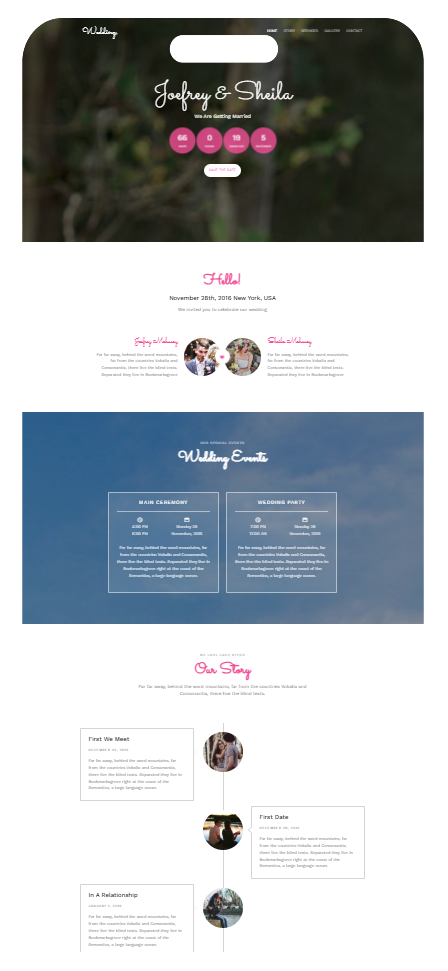 Wedding.
HOME STORY SERVICES GALLERY CONTACT
Joefrey & Sheila
We Are Getting Married
66 0 19 5
SAVE THE DATE
Hello!
November 28th, 2016 New York, USA
We invited you to celebrate our wedding
Joefrey Mahusay
Far far away, behind the word mountains,
far from the countries Vokalia and
Consonantia, there live the blind texts.
Separated they live in Bookmarksgrove
Sheila Mahusay
Far far away, behind the word mountains,
far from the countries Vokalia and
Consonantia, there live the blind texts.
Separated they live in Bookmarksgrove
OUR SPECIAL EVENTS
Wedding Events
MAIN CEREMONY
4:00 PM
6:00 PM
Monday 28
November, 2016
Far far away, behind the word mountains, far
from the countries Vokalia and Consonantia,
there live the blind texts. Separated they live in
Bookmarksgrove right at the coast of the
Semantics, a large language ocean.
WEDDING PARTY
7:00 PM
12:00 AM
Monday 28
November, 2016
Far far away, behind the word mountains, far
from the countries Vokalia and Consonantia,
there live the blind texts. Separated they live in
Bookmarksgrove right at the coast of the
Semantics, a large language ocean.
WE LOVE EACH OTHER
Our Story
Far far away, behind the word mountains, far from the countries Vokalia and
Consonantia, there live the blind texts.
First We Meet
Far far away, behind the word mountains, far
from the countries Vokalia and Consonantia,
there live the blind texts. Separated they live in
Bookmarksgrove right at the coast of the
Semantics, a large language ocean.
First Date
Far far away, behind the word mountains, far
from the countries Vokalia and Consonantia,
there live the blind texts. Separated they live in
Bookmarksgrove right at the coast of the
Semantics, a large language ocean.
In A Relationship
Far far away, behind the word mountains, far
from the countries Vokalia and Consonantia,
there live the blind texts. Separated they live in
Bookmarksgrove right at the coast of the
Semantics, a large language ocean.